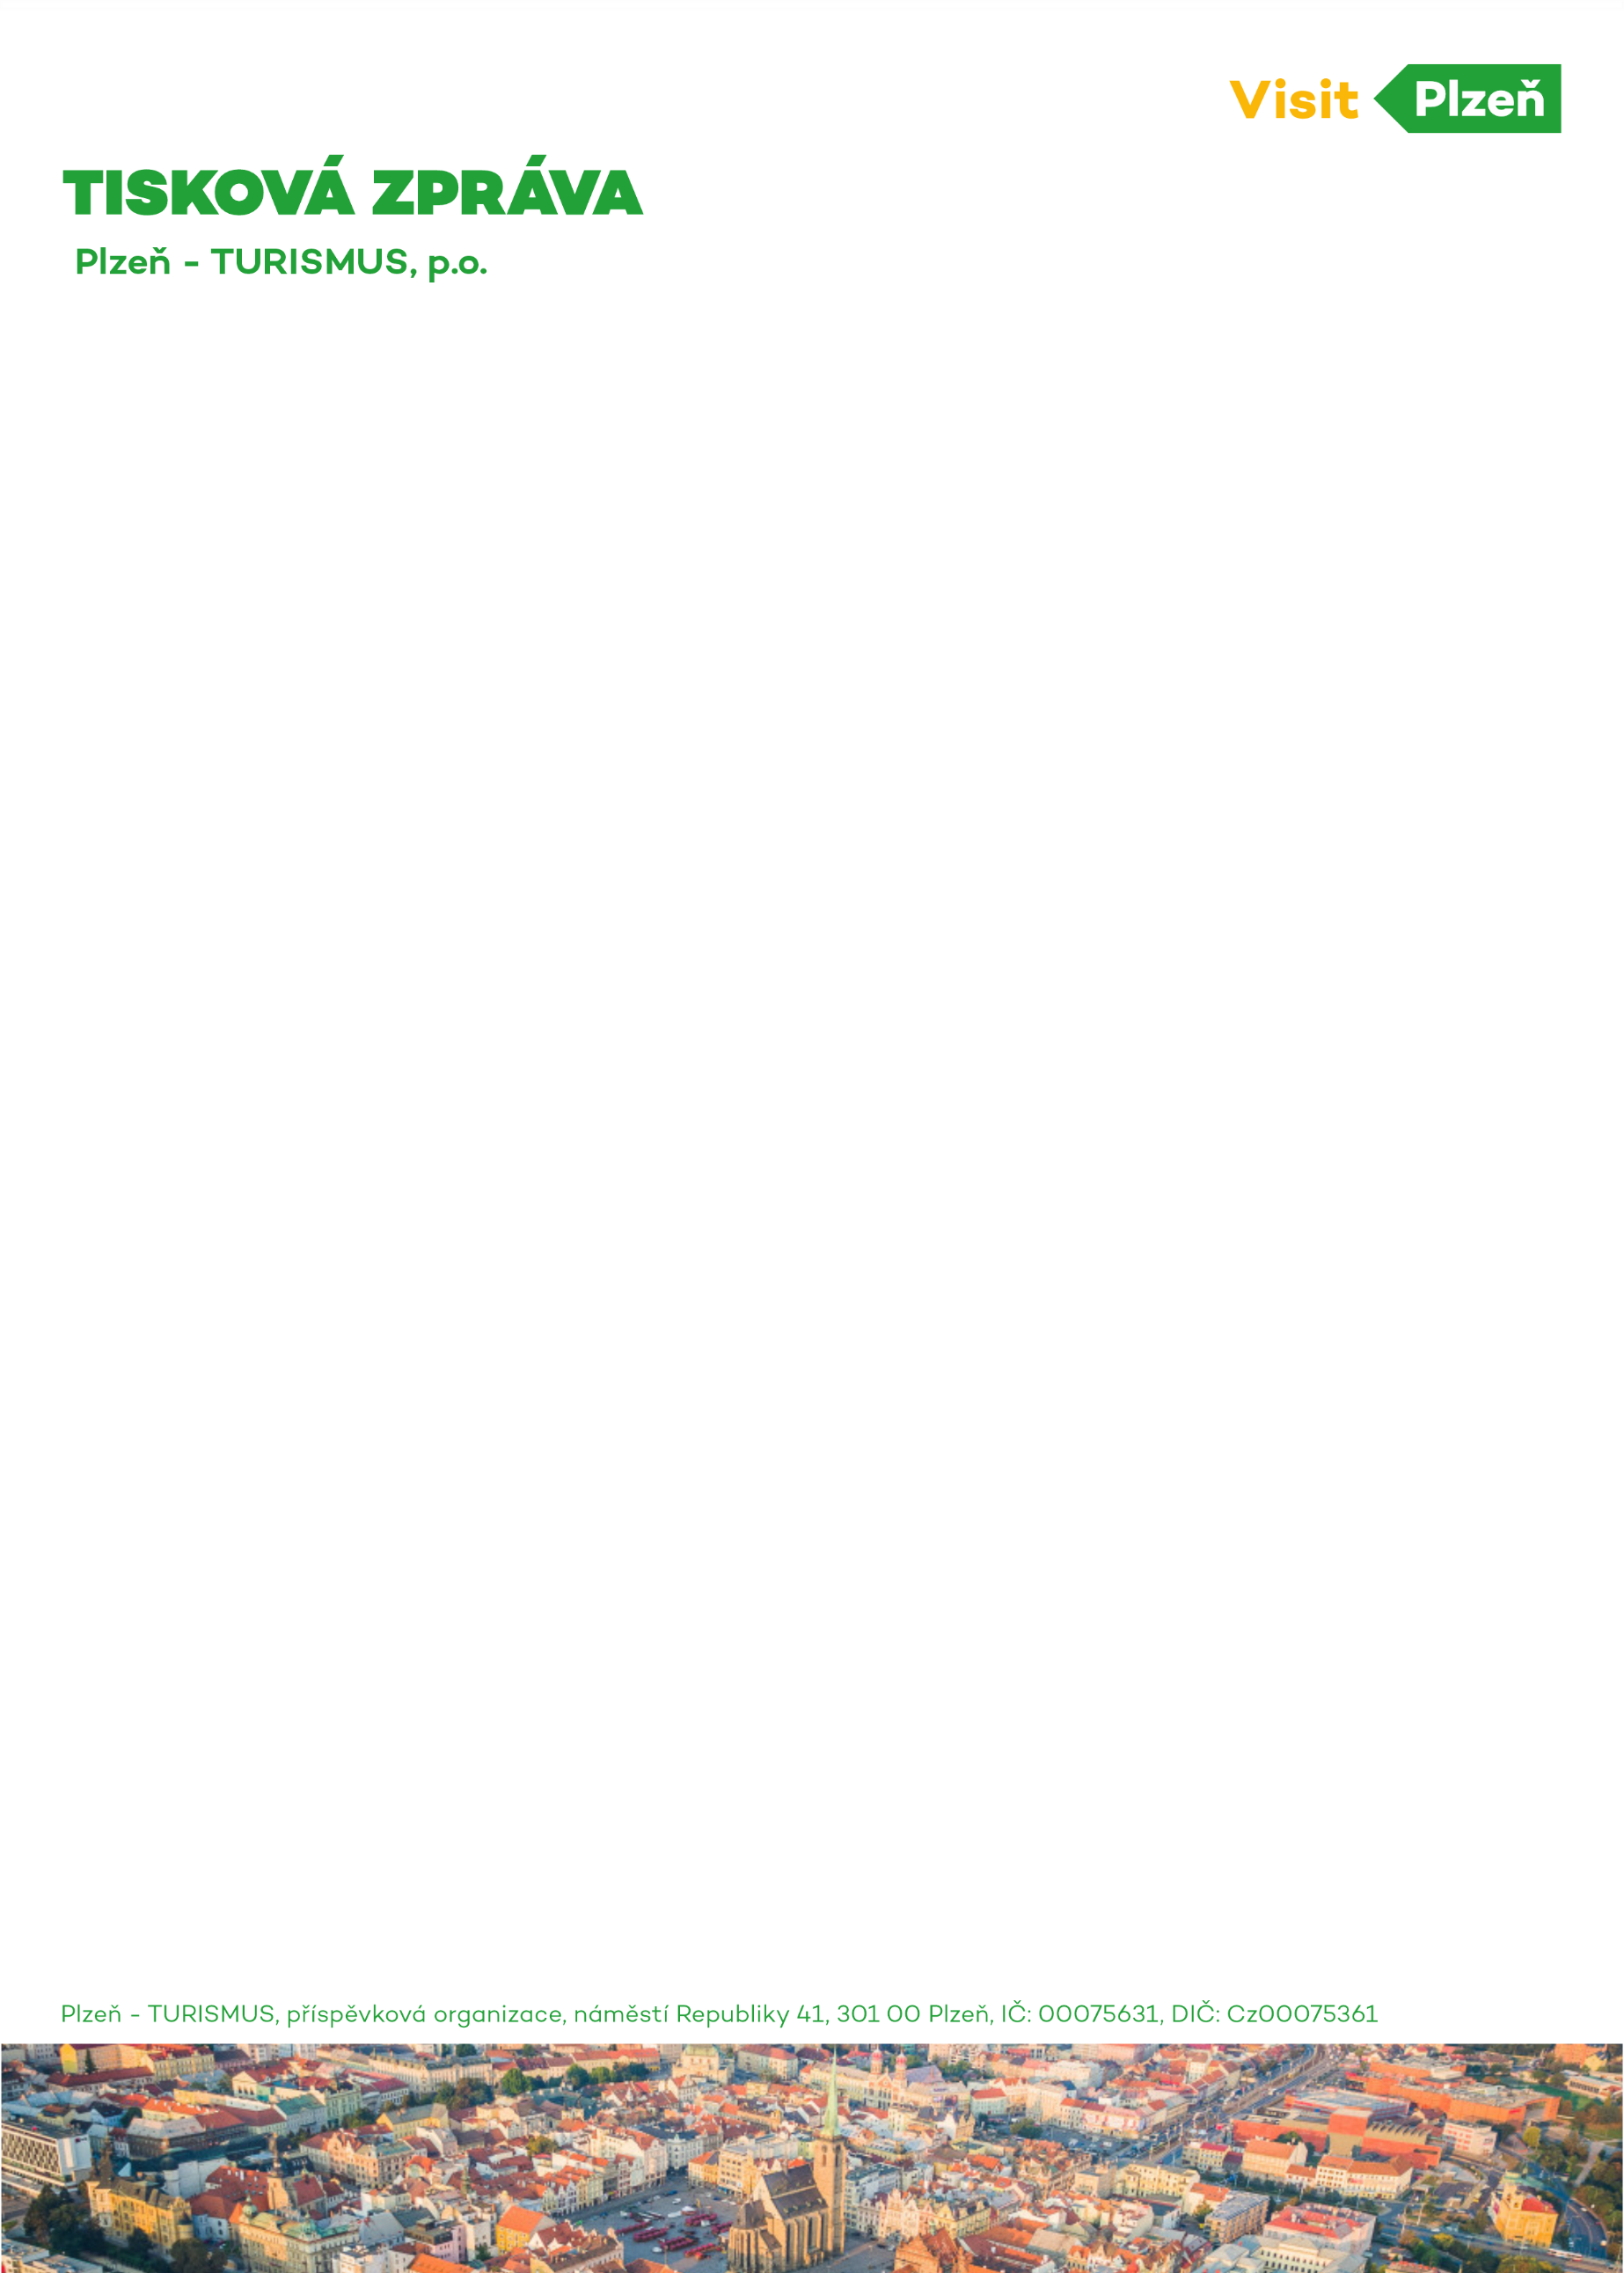 Visit Plzeň
TISKOVÁ ZPRÁVA
Plzeň - TURISMUS, p.o.
Plzeň - TURISMUS, příspěvková organizace, náměstí Republiky 41, 301 00 Plzeň, IČ: 00075631, DIČ: Cz00075361